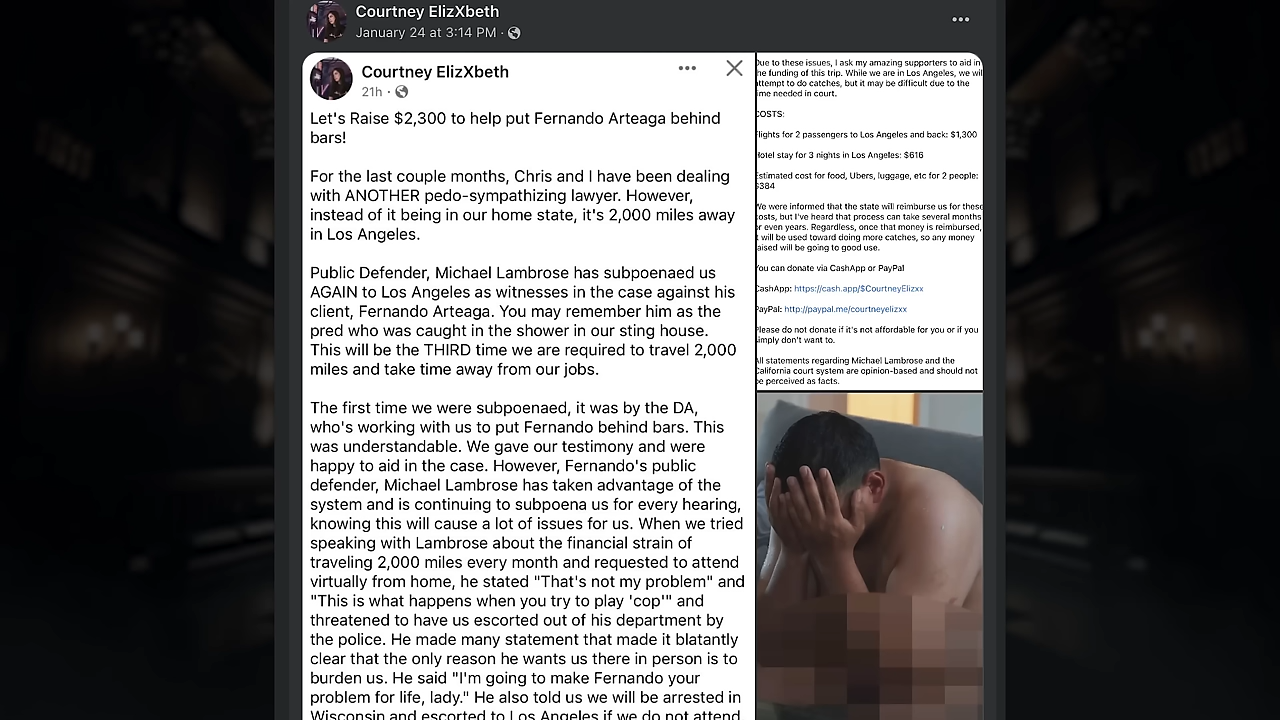 Courtney ElizXbeth
January 24 at 3:14 PM ·
Courtney ElizXbeth
21h ·
Let's Raise $2,300 to help put Fernando Arteaga behind
bars!
For the last couple months, Chris and I have been dealing
with ANOTHER pedo-sympathizing lawyer. However,
instead of it being in our home state, it's 2,000 miles away
in Los Angeles.
Public Defender, Michael Lambrose has subpoenaed us
AGAIN to Los Angeles as witnesses in the case against his
client, Fernando Arteaga. You may remember him as the
pred who was caught in the shower in our sting house.
This will be the THIRD time we are required to travel 2,000
miles and take time away from our jobs.
The first time we were subpoenaed, it was by the DA,
who's working with us to put Fernando behind bars. This
was understandable. We gave our testimony and were
happy to aid in the case. However, Fernando's public
defender, Michael Lambrose has taken advantage of the
system and is continuing to subpoena us for every hearing,
knowing this will cause a lot of issues for us. When we tried
speaking with Lambrose about the financial strain of
traveling 2,000 miles every month and requested to attend
virtually from home, he stated "That's not my problem" and
"This is what happens when you try to play 'cop'" and
threatened to have us escorted out of his department by
the police. He made many statement that made it blatantly
clear that the only reason he wants us there in person is to
burden us. He said "I'm going to make Fernando your
problem for life, lady." He also told us we will be arrested in
Wisconsin and escorted to Los Angeles if we do not attend
Due to these issues, I ask my amazing supporters to aid in
the funding of this trip. While we are in Los Angeles, we will
attempt to do catches, but it may be difficult due to the
time needed in court.
COSTS:
Flights for 2 passengers to Los Angeles and back: $1,300
Hotel stay for 3 nights in Los Angeles: $616
Estimated cost for food, Ubers, luggage, etc for 2 people:
$384
We were informed that the state will reimburse us for these
costs, but I've heard that process can take several months
or even years. Regardless, once that money is reimbursed,
it will be used toward doing more catches, so any money
raised will be going to good use.
You can donate via CashApp or PayPal
CashApp: https://cash.app/$CourtneyElizxx
PayPal: http://paypal.me/courtneyelizxx
Please do not donate if it's not affordable for you or if you
simply don't want to.
All statements regarding Michael Lambrose and the
California court system are opinion-based and should not
be perceived as facts.